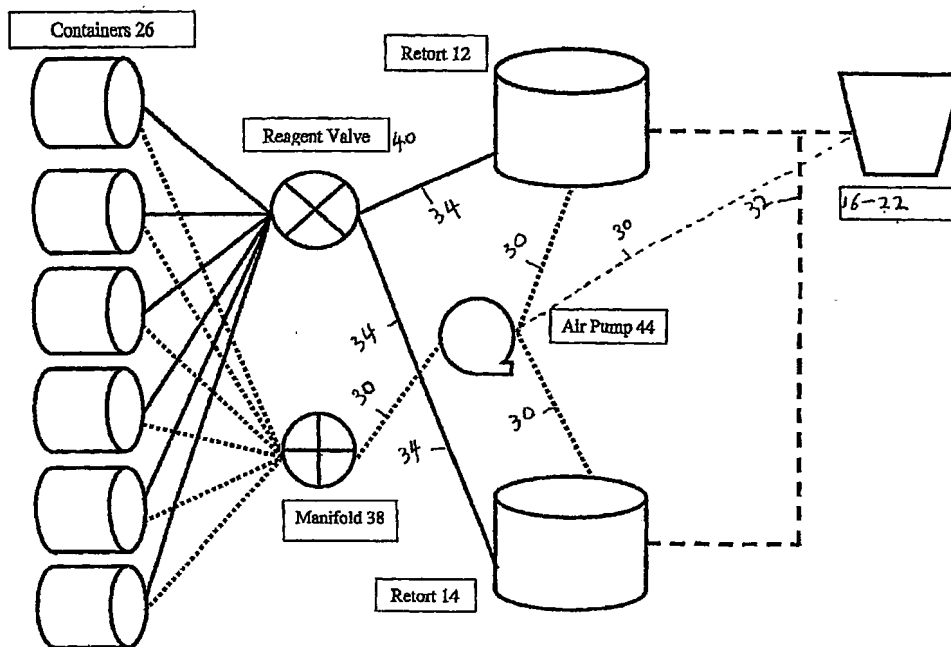 Containers 26
Retort 12
Reagent Valve 40
34
30
30
32
16-22
Air Pump 44
34
30
34
30
Manifold 38
Retort 14